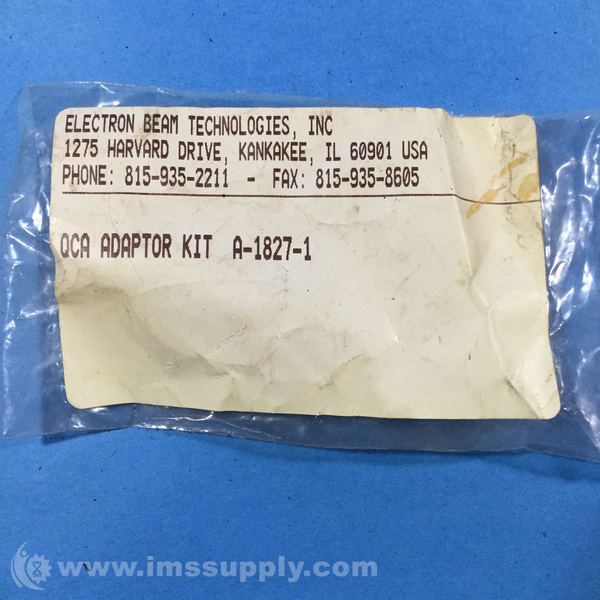 ELECTRON BEAM TECHNOLOGIES, INC
1275 HARVARD DRIVE, KANKAKEE, IL 60901 USA
PHONE: 815-935-2211 - FAX: 815-935-8605
QCA ADAPTOR KIT A-1827-1
www.imssupply.com